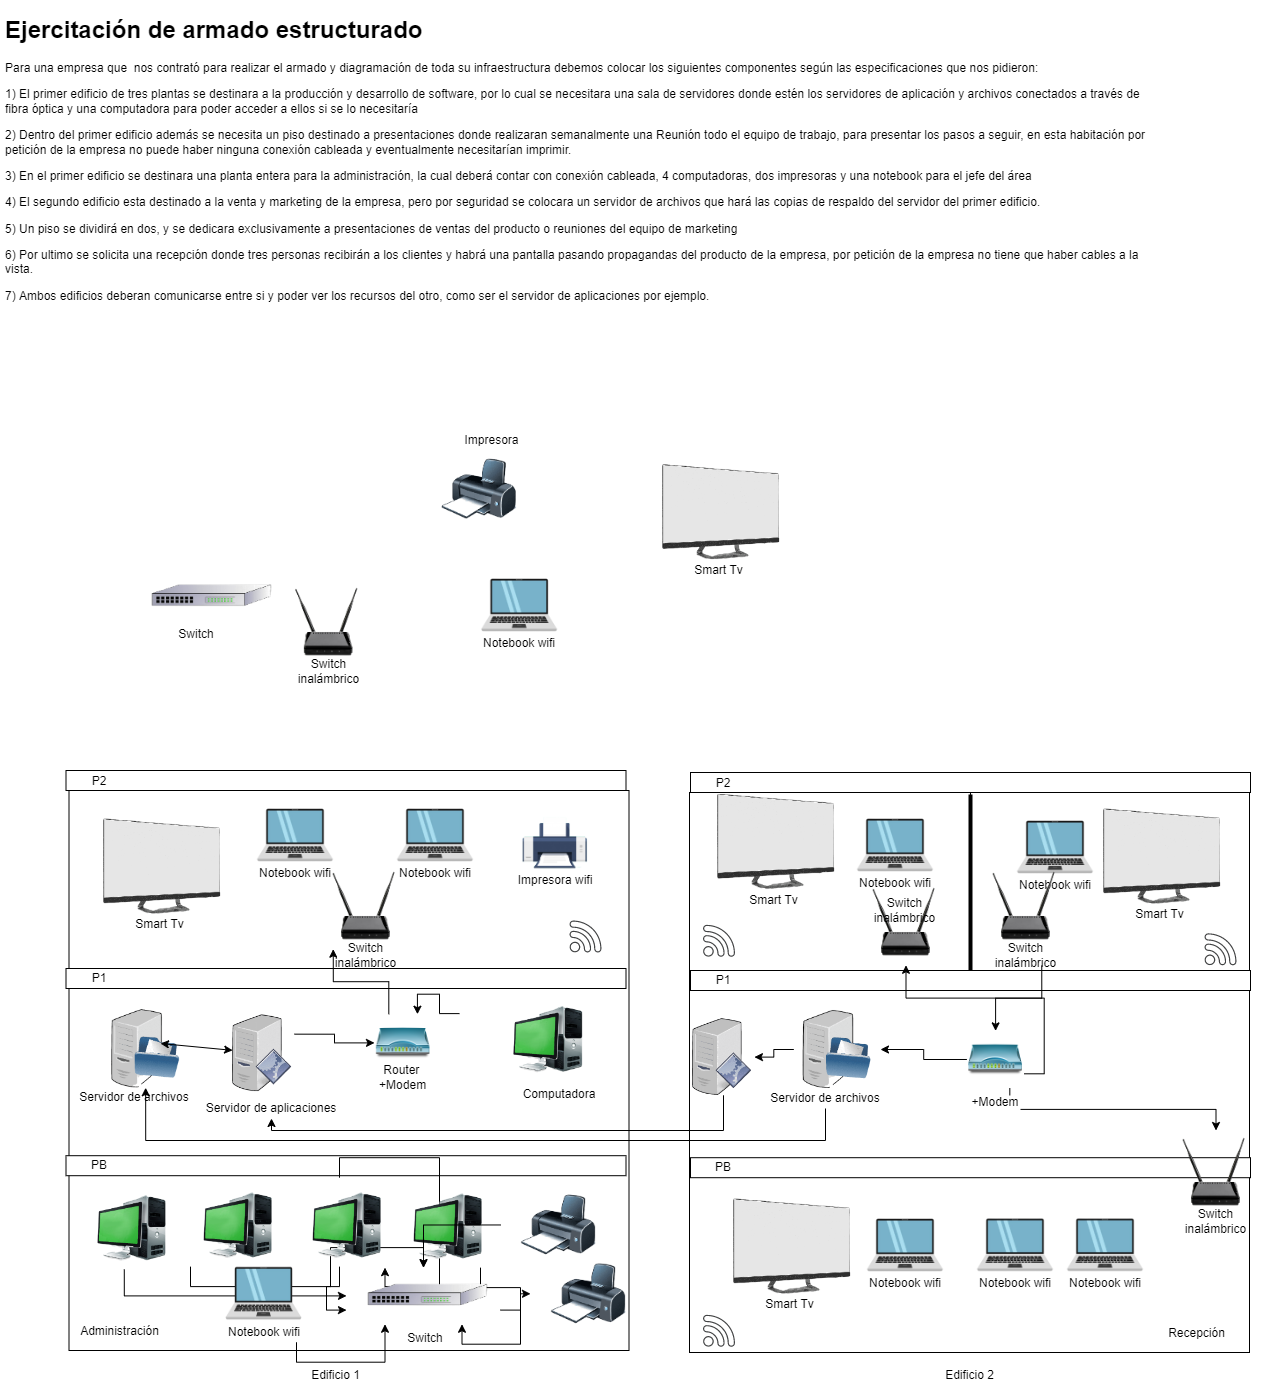 Ejercitación de armado estructurado
Para una empresa que  nos contrató para realizar el armado y diagramación de toda su infraestructura debemos colocar los siguientes componentes según las especificaciones que nos pidieron:
1) El primer edificio de tres plantas se destinara a la producción y desarrollo de software, por lo cual se necesitara una sala de servidores donde estén los servidores de aplicación y archivos conectados a través de
fibra óptica y una computadora para poder acceder a ellos si se lo necesitaría
2) Dentro del primer edificio además se necesita un piso destinado a presentaciones donde realizaran semanalmente una Reunión todo el equipo de trabajo, para presentar los pasos a seguir, en esta habitación por
petición de la empresa no puede haber ninguna conexión cableada y eventualmente necesitarían imprimir.
3) En el primer edificio se destinara una planta entera para la administración, la cual deberá contar con conexión cableada, 4 computadoras, dos impresoras y una notebook para el jefe del área
4) El segundo edificio esta destinado a la venta y marketing de la empresa, pero por seguridad se colocara un servidor de archivos que hará las copias de respaldo del servidor del primer edificio.
5) Un piso se dividirá en dos, y se dedicara exclusivamente a presentaciones de ventas del producto o reuniones del equipo de marketing
6) Por ultimo se solicita una recepción donde tres personas recibirán a los clientes y habrá una pantalla pasando propagandas del producto de la empresa, por petición de la empresa no tiene que haber cables a la
vista.
7) Ambos edificios deberan comunicarse entre si y poder ver los recursos del otro, como ser el servidor de aplicaciones por ejemplo.
Impresora
Smart Tv
Switch
Switch
inalámbrico
Notebook wifi
P2
Notebook wifi
Notebook wifi
Impresora wifi
Smart Tv
Switch
inalámbrico
P1
Servidor de archivos
Servidor de aplicaciones
Router
+Modem
Computadora
PB
Administración
Notebook wifi
Switch
Edificio 1
P2
Smart Tv
Notebook wifi
Switch
inalámbrico
Notebook wifi
Smart Tv
Switch
inalámbrico
P1
Servidor de archivos
+Modem
PB
Switch
inalámbrico
Smart Tv
Notebook wifi
Notebook wifi
Notebook wifi
Recepción
Edificio 2